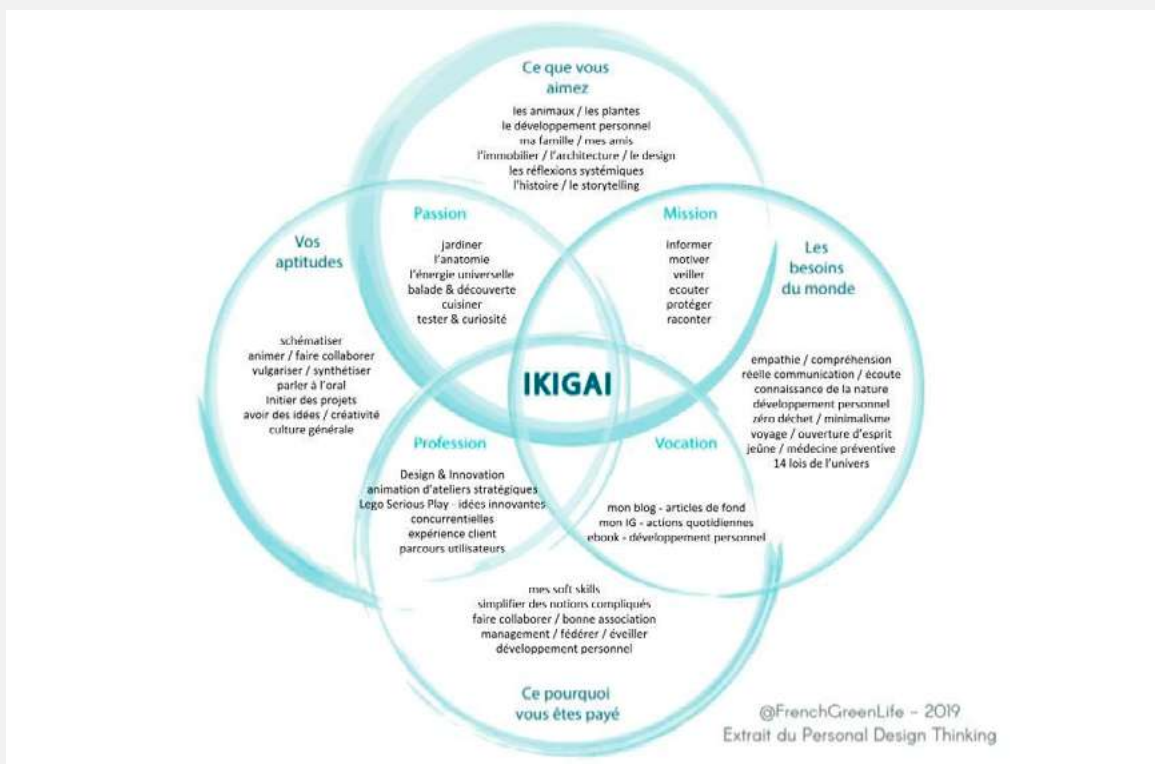 Ce que vous
aimez
les animaux / les plantes
le développement personnel
ma famille / mes amis
l'immobilier / l'architecture / le design
les réflexions systémiques
l'histoire / le storytelling
Passion
jardiner
l'anatomie
l'énergie universelle
balade & découverte
cuisiner
tester & curiosité
Mission
informer
motiver
veiller
ecouter
protéger
raconter
Vos
aptitudes
schématiser
animer / faire collaborer
vulgariser / synthétiser
parler à l'oral
initier des projets
avoir des idées / créativité
culture générale
Les
besoins
du monde
empathie / compréhension
réelle communication / écoute
connaissance de la nature
développement personnel
zéro déchet / minimalisme
voyage / ouverture d'esprit
jeûne / médecine préventive
14 lois de l'univers
IKIGAI
Profession
Design & Innovation
animation d'ateliers stratégiques
Lego Serious Play - idées innovantes
concurrentielles
expérience client
parcours utilisateurs
Vocation
mon blog - articles de fond
mon IG - actions quotidiennes
ebook - développement personnel
mes soft skills
simplifier des notions compliqués
faire collaborer / bonne association
management / fédérer / éveiller
développement personnel
Ce pourquoi
vous êtes payé
@FrenchGreenLife - 2019
Extrait du Personal Design Thinking